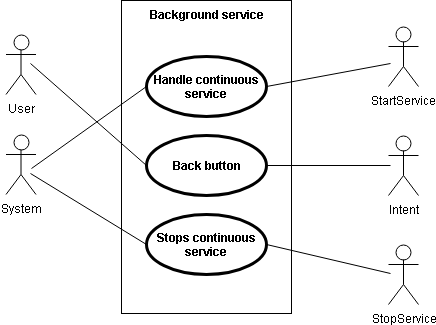 Background service
User
System
Handle continuous
service
Back button
Stops continuous
service
StartService
Intent
StopService